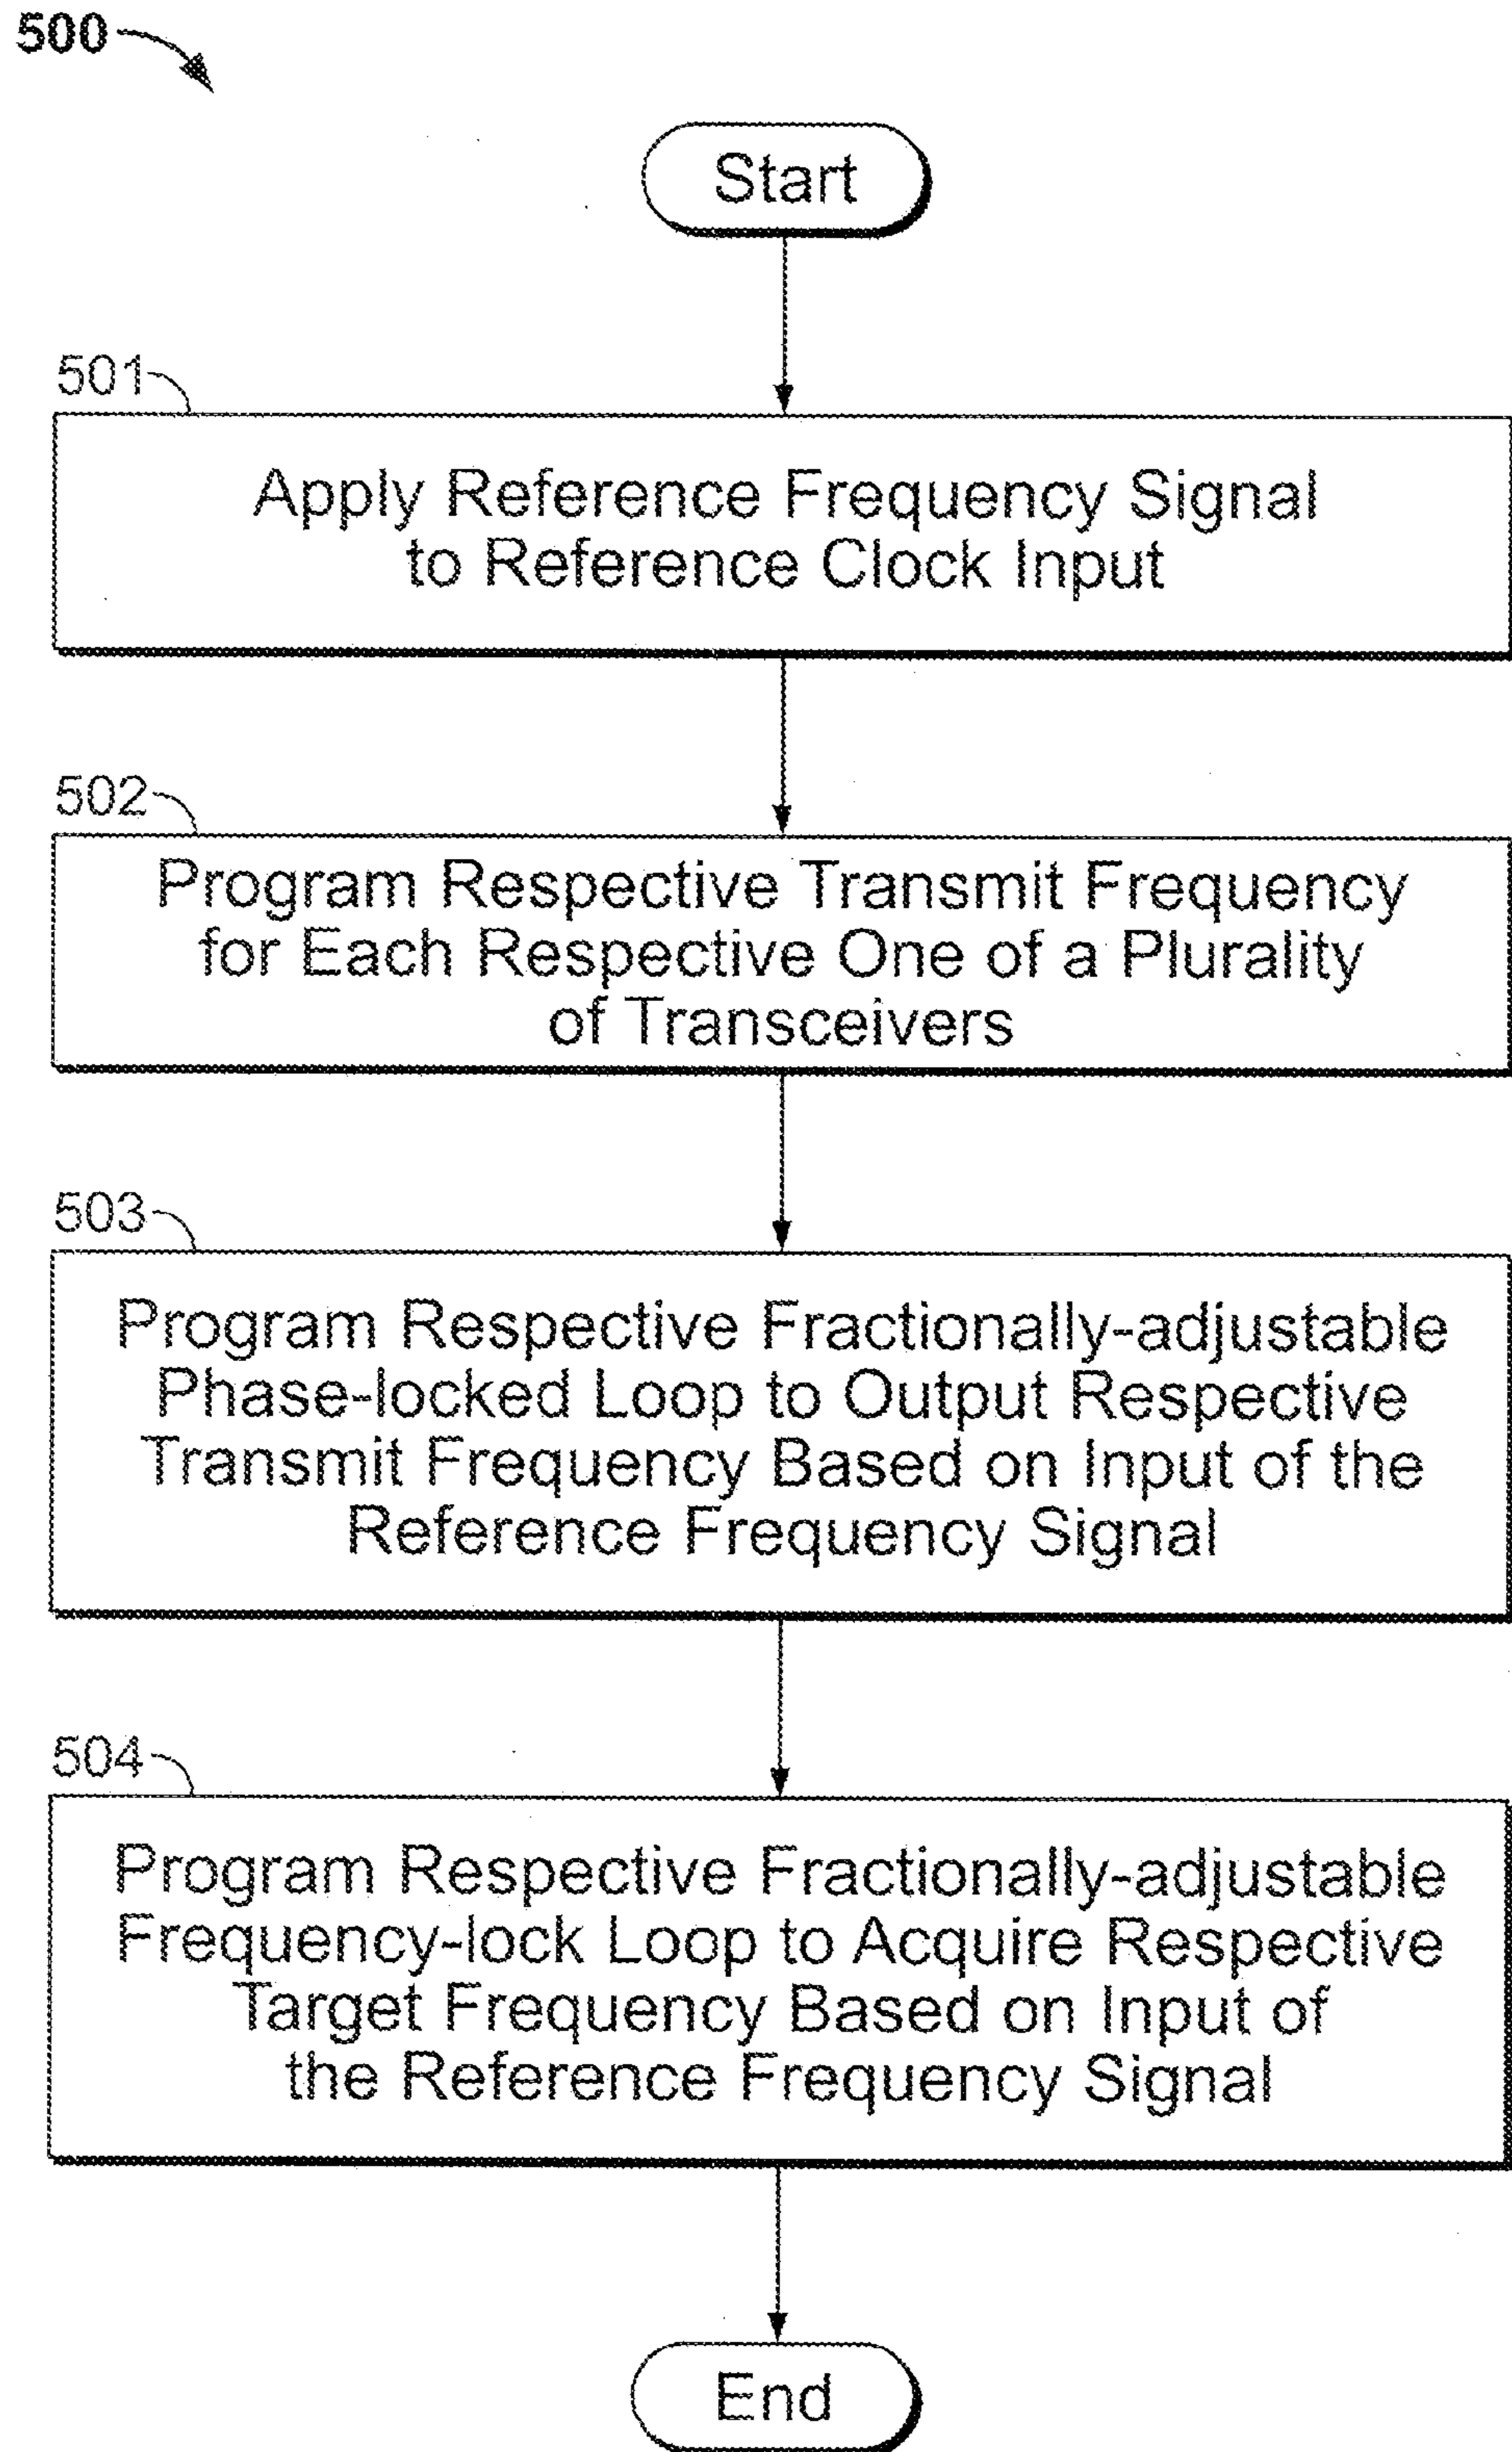 500
Start
501
Apply Reference Frequency Signal
to Reference Clock Input
502
Program Respective Transmit Frequency
for Each Respective One of a Plurality
of Transceivers
503
Program Respective Fractionally-adjustable
Phase-locked Loop to Output Respective
Transmit Frequency Based on Input of the
Reference Frequency Signal
504
Program Respective Fractionally-adjustable
Frequency-lock Loop to Acquire Respective
Target Frequency Based on Input of
the Reference Frequency Signal
End